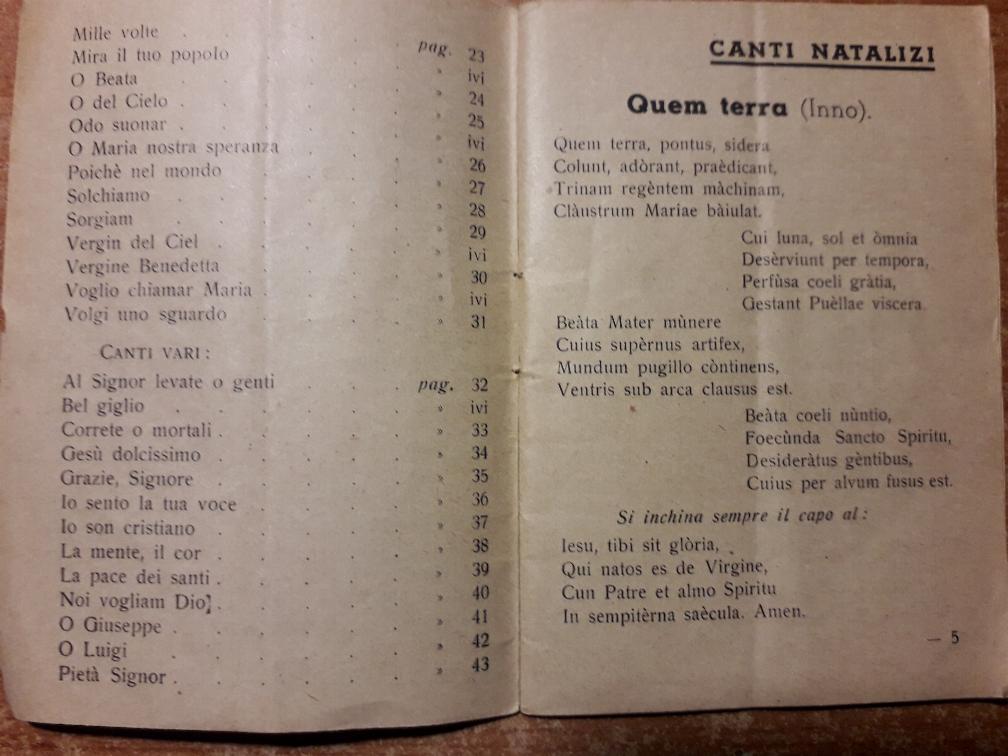 Mille volte . . . . . pag. 23
Mira il tuo popolo . . . . » ivi
O Beata . . . . . » 24
O del Cielo . . . . . » 25
Odo suonar . . . . . » ivi
O Maria nostra speranza . . . » 26
Poichè nel mondo . . . . » 27
Solchiamo . . . . . » 28
Sorgiam . . . . . » 29
Vergin del Ciel . . . . . » ivi
Vergine Benedetta . . . . » 30
Voglio chiamar Maria . . . . » ivi
Volgi uno sguardo . . . . » 31
CANTI VARI :
Al Signor levate o genti . . . pag. 32
Bel giglio . . . . . . » ivi
Correte o mortali . . . . . » 33
Gesù dolcissimo . . . . . » 34
Grazie, Signore . . . . . » 35
Io sento la tua voce . . . . » 36
Io son cristiano . . . . . » 37
La mente, il cor . . . . . » 38
La pace dei santi . . . . . » 39
Noi vogliam Dio . . . . . » 40
O Giuseppe . . . . . . » 41
O Luigi . . . . . . » 42
Pietà Signor . . . . . . » 43
CANTI NATALIZI
Quem terra (Inno).
Quem terra, pontus, sidera
Colunt, adòrant, praèdicant,
Trinam regèntem màchinam,
Clàustrum Mariae bàiulat.
Cui luna, sol et òmnia
Desèrviunt per tempora,
Perfùsa coeli gràtia,
Gestant Puèllae viscera.
Beàta Mater mùnere
Cuius supèrnus artifex,
Mundum pugillo còntinens,
Ventris sub arca clausus est.
Beàta coeli nùntio,
Foecùnda Sancto Spiritu,
Desideràtus gèntibus,
Cuius per alvum fusus est.
Si inchina sempre il capo al :
Iesu, tibi sit glòria,
Qui natos es de Virgine,
Cun Patre et almo Spiritu
In sempitèrna saècula. Amen.
— 5